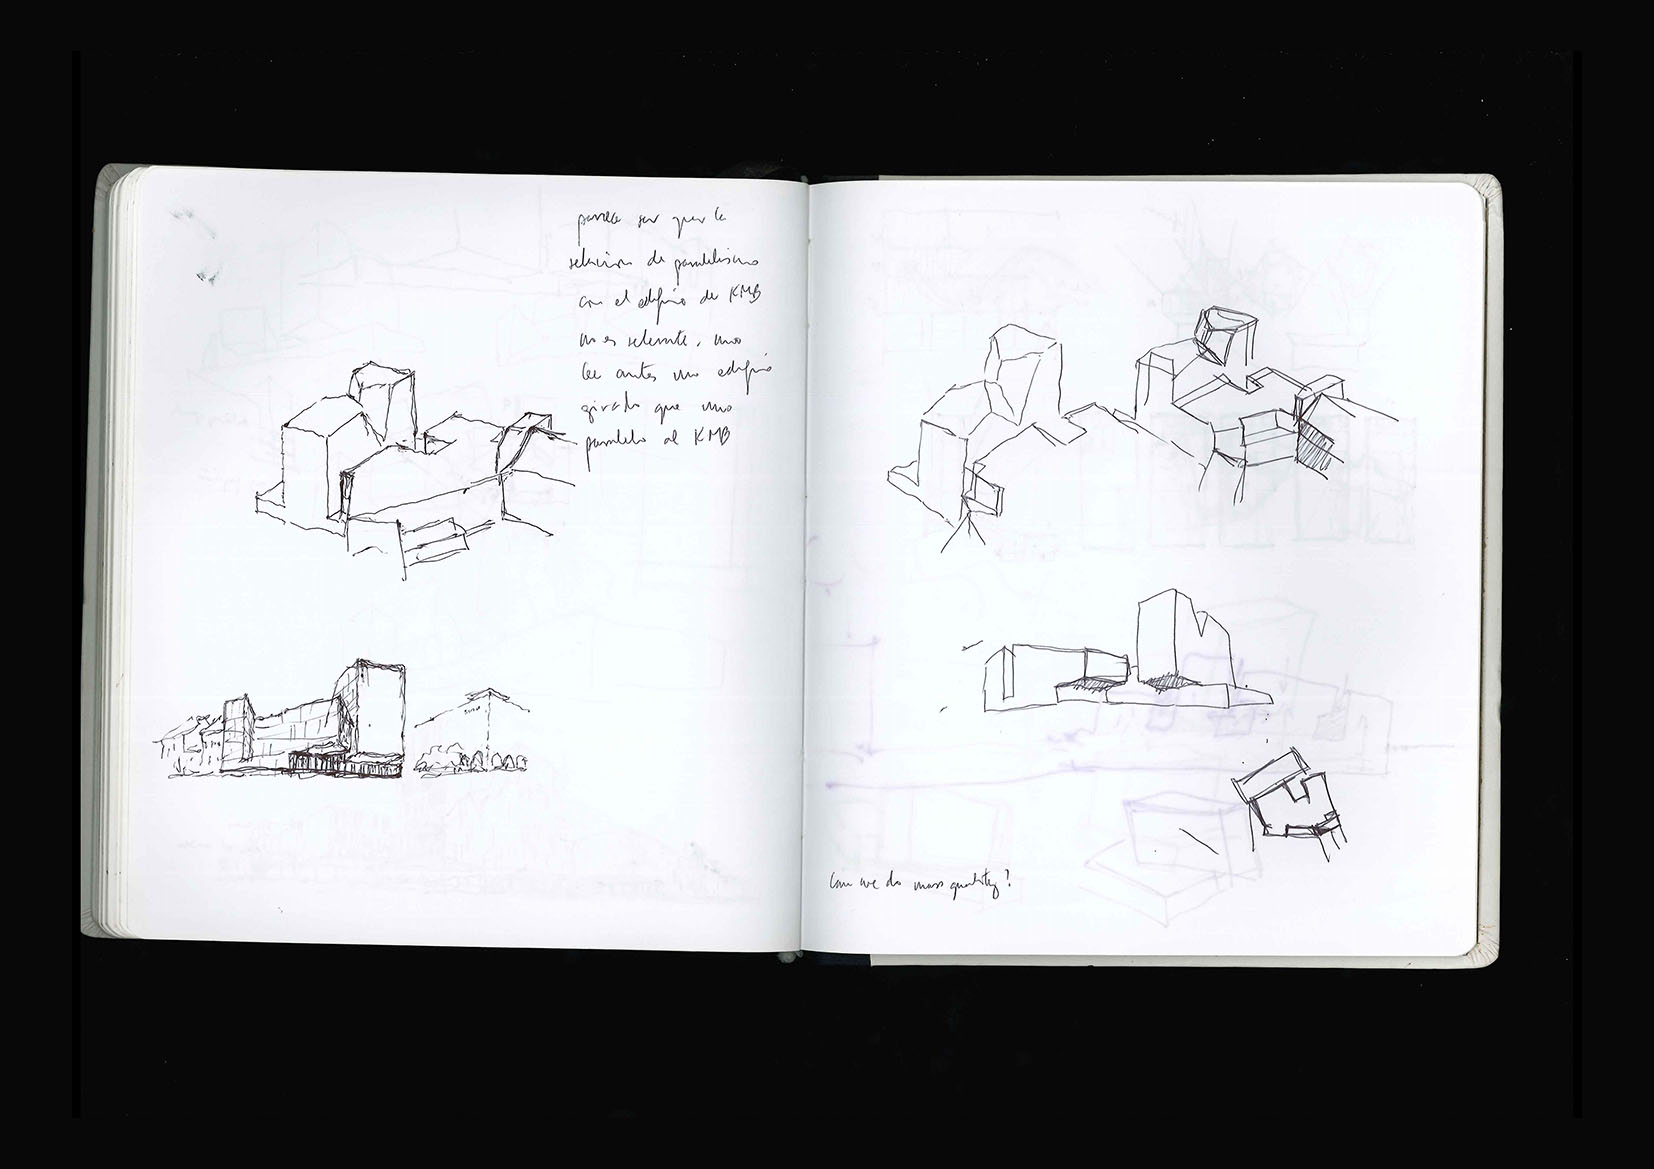 parece ser que la
relacion de paralelismo
con el edificio de KMB
no es relevante, uno
lee antes un edificio
girado que uno
paralelo al KMB
Can we do mass quality?